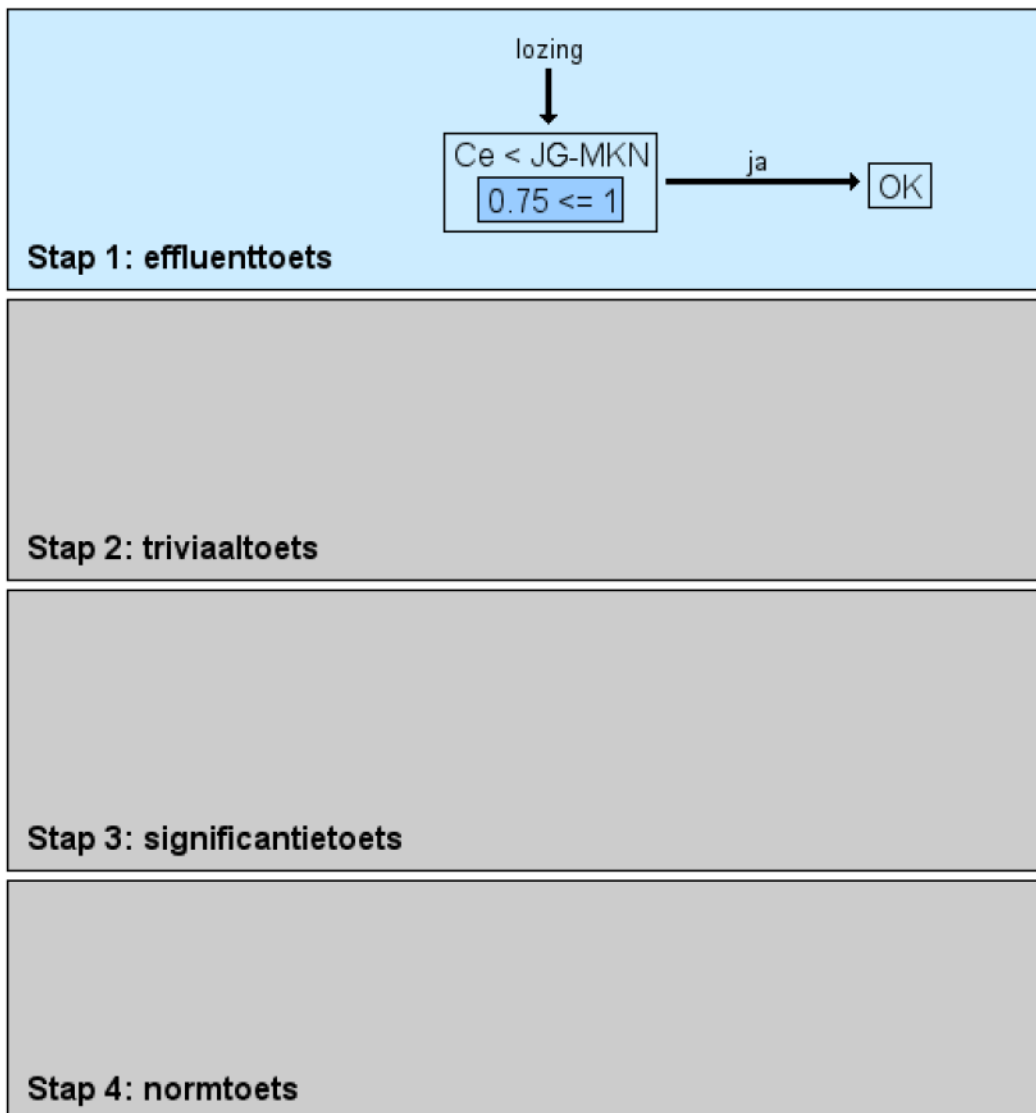 lozing
Ce < JG-MKN
0.75 <= 1
ja
OK
Stap 1: effluenttoets
Stap 2: triviaaltoets
Stap 3: significantietoets
Stap 4: normtoets